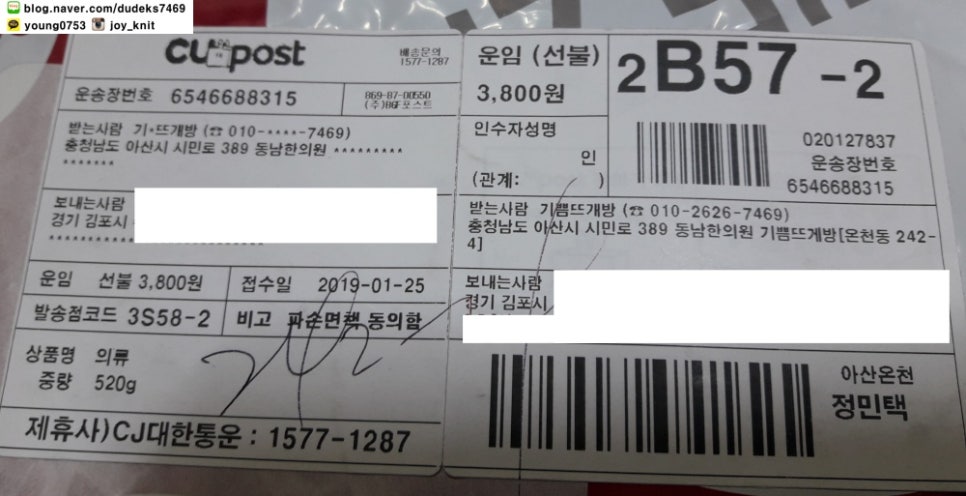 blog.naver.com/dudeks7469
young0753 joy_knit
CU post
배송문의
1577-1287
운송장번호 6546688315
869-87-00550
(주)BGF포스트
받는사람 기*뜨개방 (☎ 010-****-7469)
충청남도 아산시 시민로 389 동남한의원 *********
*******
보내는사람
경기 김포시
운임 선불 3,800원 접수일 2019-01-25
발송점코드 3S58-2 비고 파손면책 동의함
상품명 의류
중량 520g
제휴사)CJ대한통운 : 1577-1287
운임 (선불)
3,800원
2B57 -2
인수자성명
인
(관계: )
020127837
운송장번호
6546688315
받는사람 기쁨뜨개방 (☎ 010-2626-7469)
충청남도 아산시 시민로 389 동남한의원 기쁨뜨게방[온천동 242-
4]
보내는사람
경기 김포시
아산온천
정민택